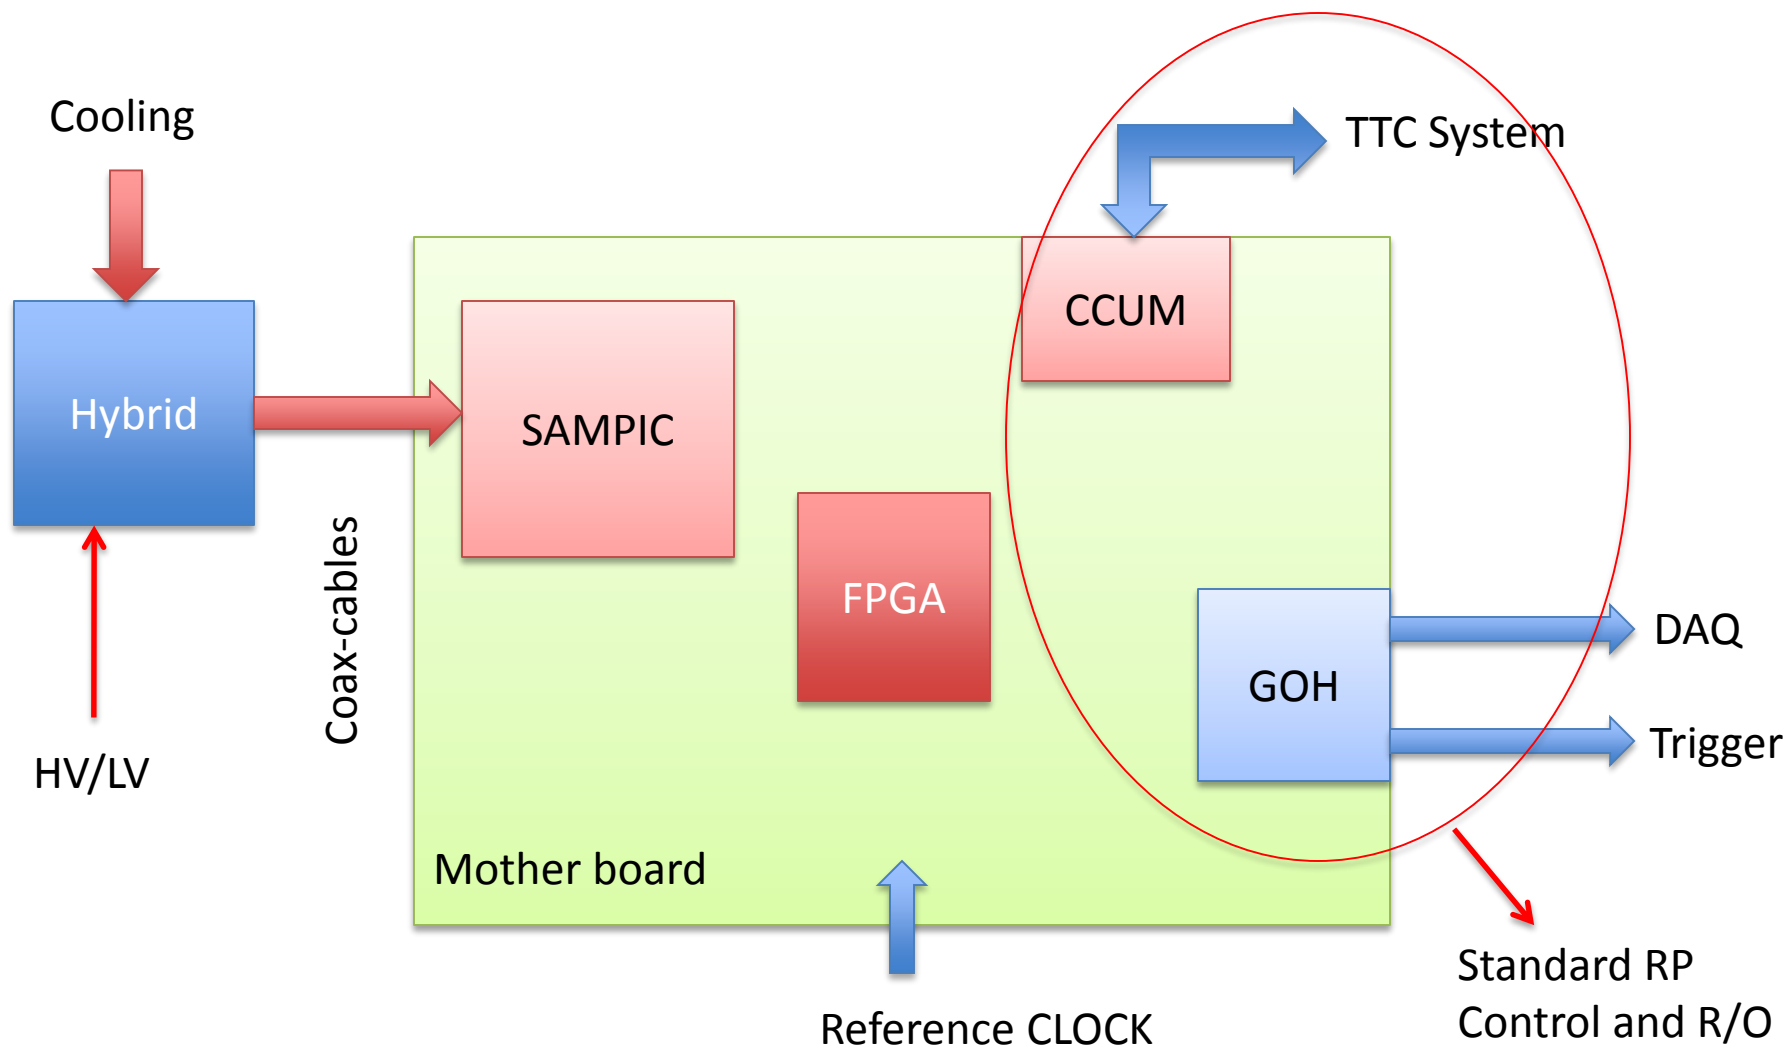 Cooling
TTC System
CCUM
Hybrid
SAMPIC
Coax-cables
FPGA
DAQ
GOH
Trigger
HV/LV
Mother board
Standard RP
Control and R/O
Reference CLOCK